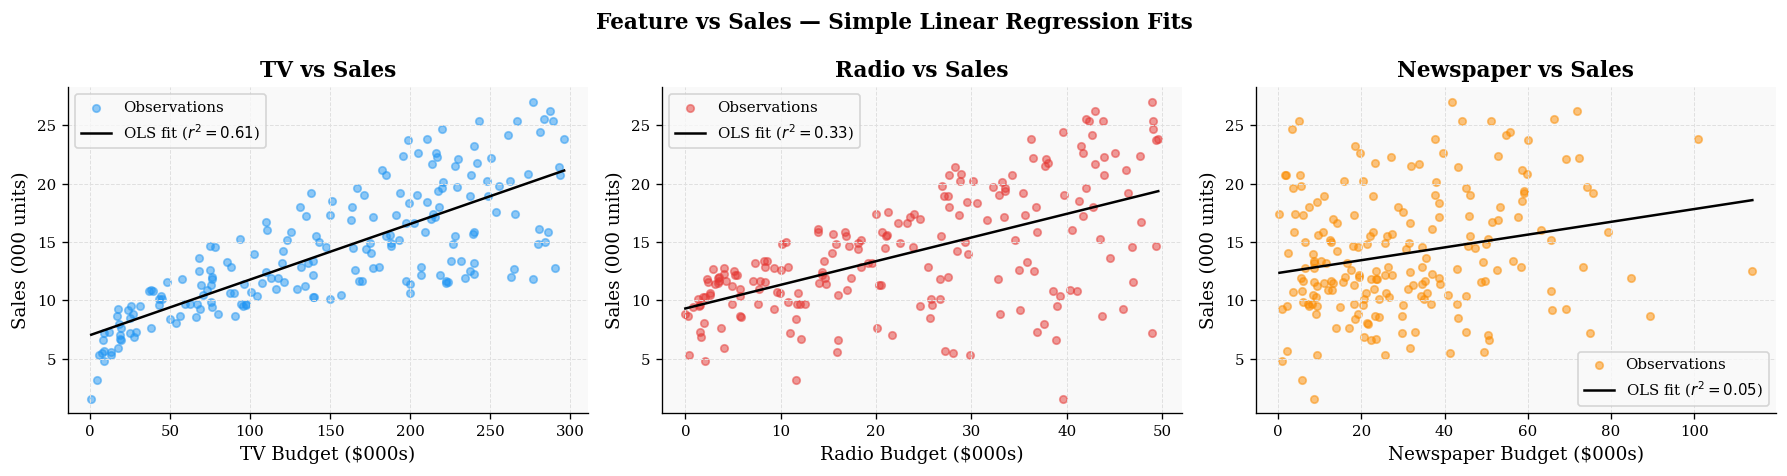 Feature vs Sales — Simple Linear Regression Fits
TV vs Sales
Observations
OLS fit (r² = 0.61)
Sales (000 units)
25
20
15
10
5
0 50 100 150 200 250 300
TV Budget ($000s)
Radio vs Sales
Observations
OLS fit (r² = 0.33)
Sales (000 units)
25
20
15
10
5
0 10 20 30 40 50
Radio Budget ($000s)
Newspaper vs Sales
Sales (000 units)
25
20
15
10
5
Observations
OLS fit (r² = 0.05)
0 20 40 60 80 100
Newspaper Budget ($000s)